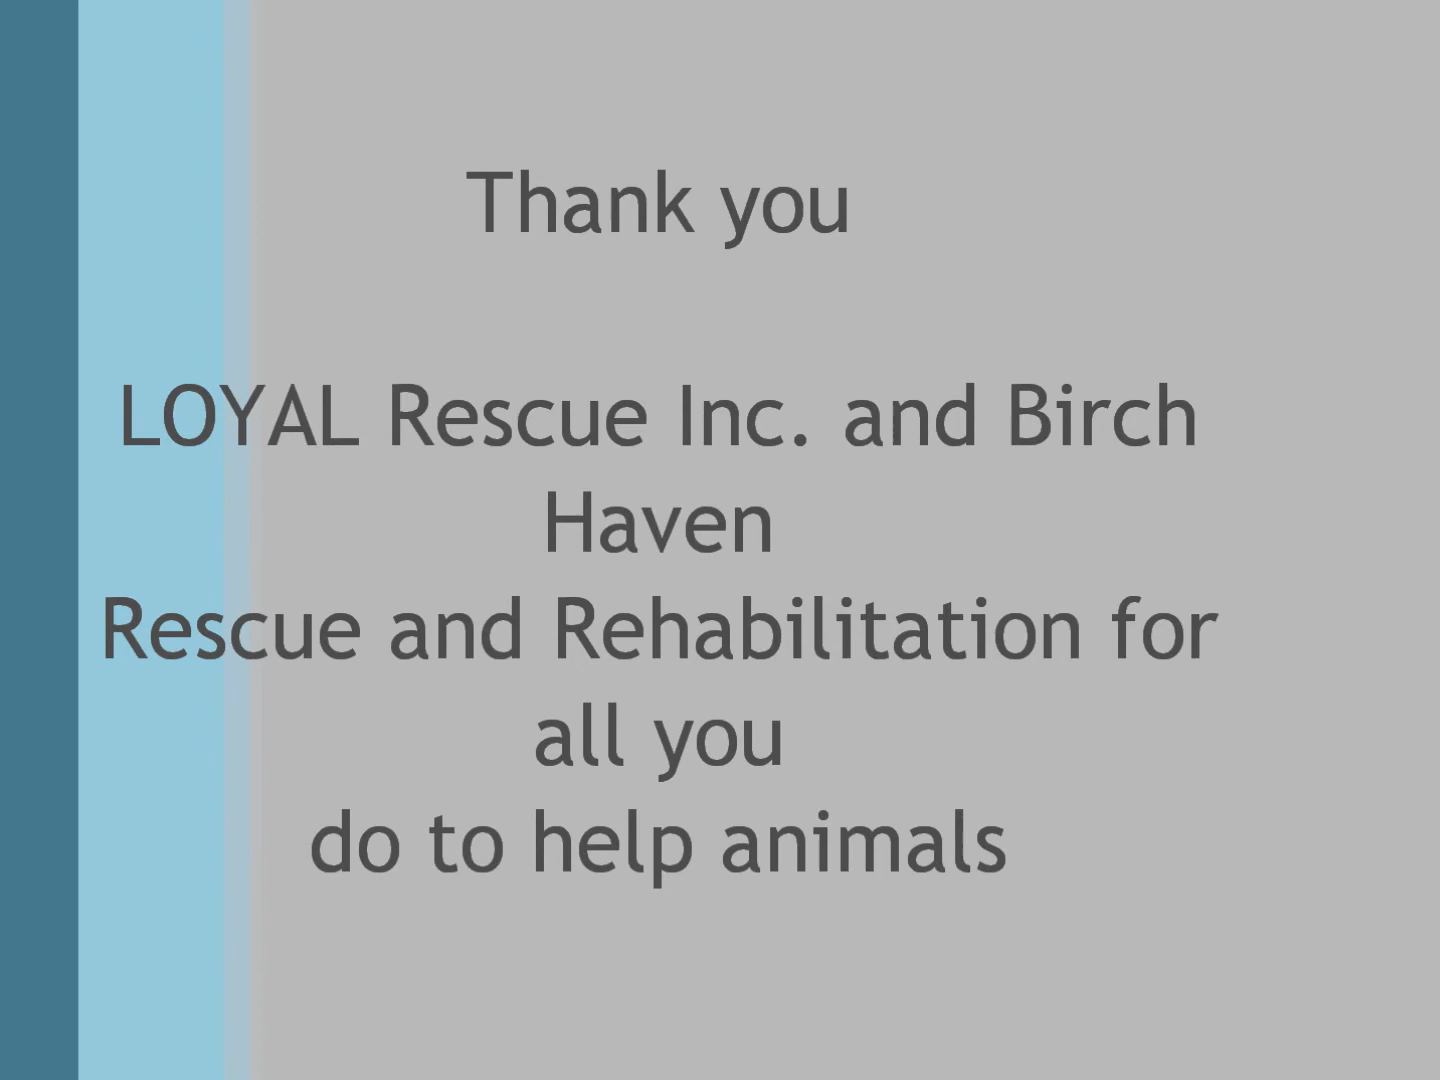 Thank you
LOYAL Rescue Inc. and Birch
Haven
Rescue and Rehabilitation for
all you
do to help animals